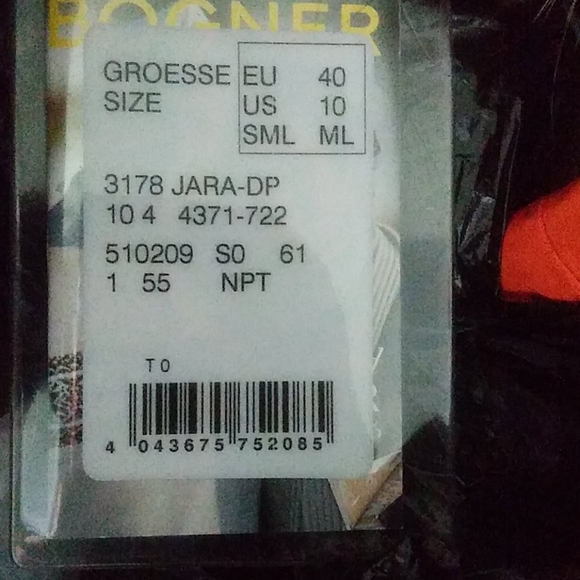 BOGNER
GROESSE EU 40
SIZE US 10
SML ML
3178 JARA-DP
10 4 4371-722
510209 S0 61
1 55 NPT
T0
4 043675 752085